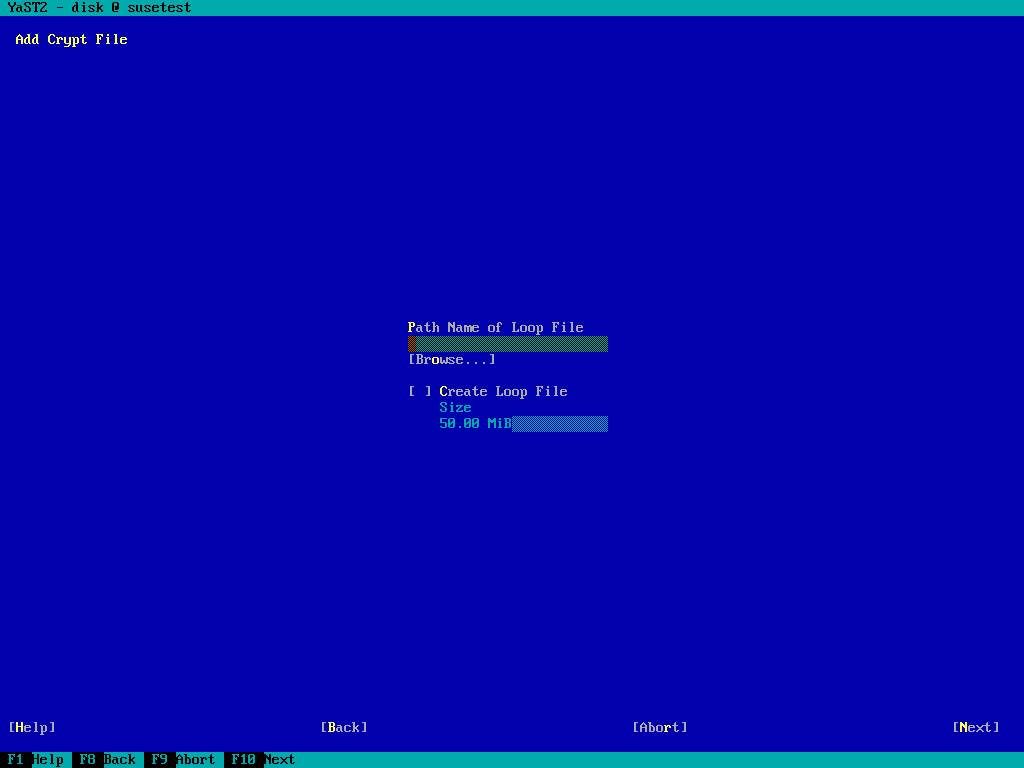 YaST2 - disk @ susetest
Add Crypt File
Path Name of Loop File
[Browse...]
[ ] Create Loop File
Size
50.00 MiB
[Help] [Back] [Abort] [Next]
F1 Help F8 Back F9 Abort F10 Next